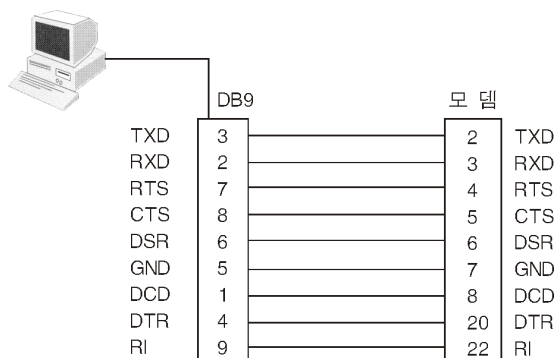 DB9 모 뎀
TXD 3 2 TXD
RXD 2 3 RXD
RTS 7 4 RTS
CTS 8 5 CTS
DSR 6 6 DSR
GND 5 7 GND
DCD 1 8 DCD
DTR 4 20 DTR
RI 9 22 RI